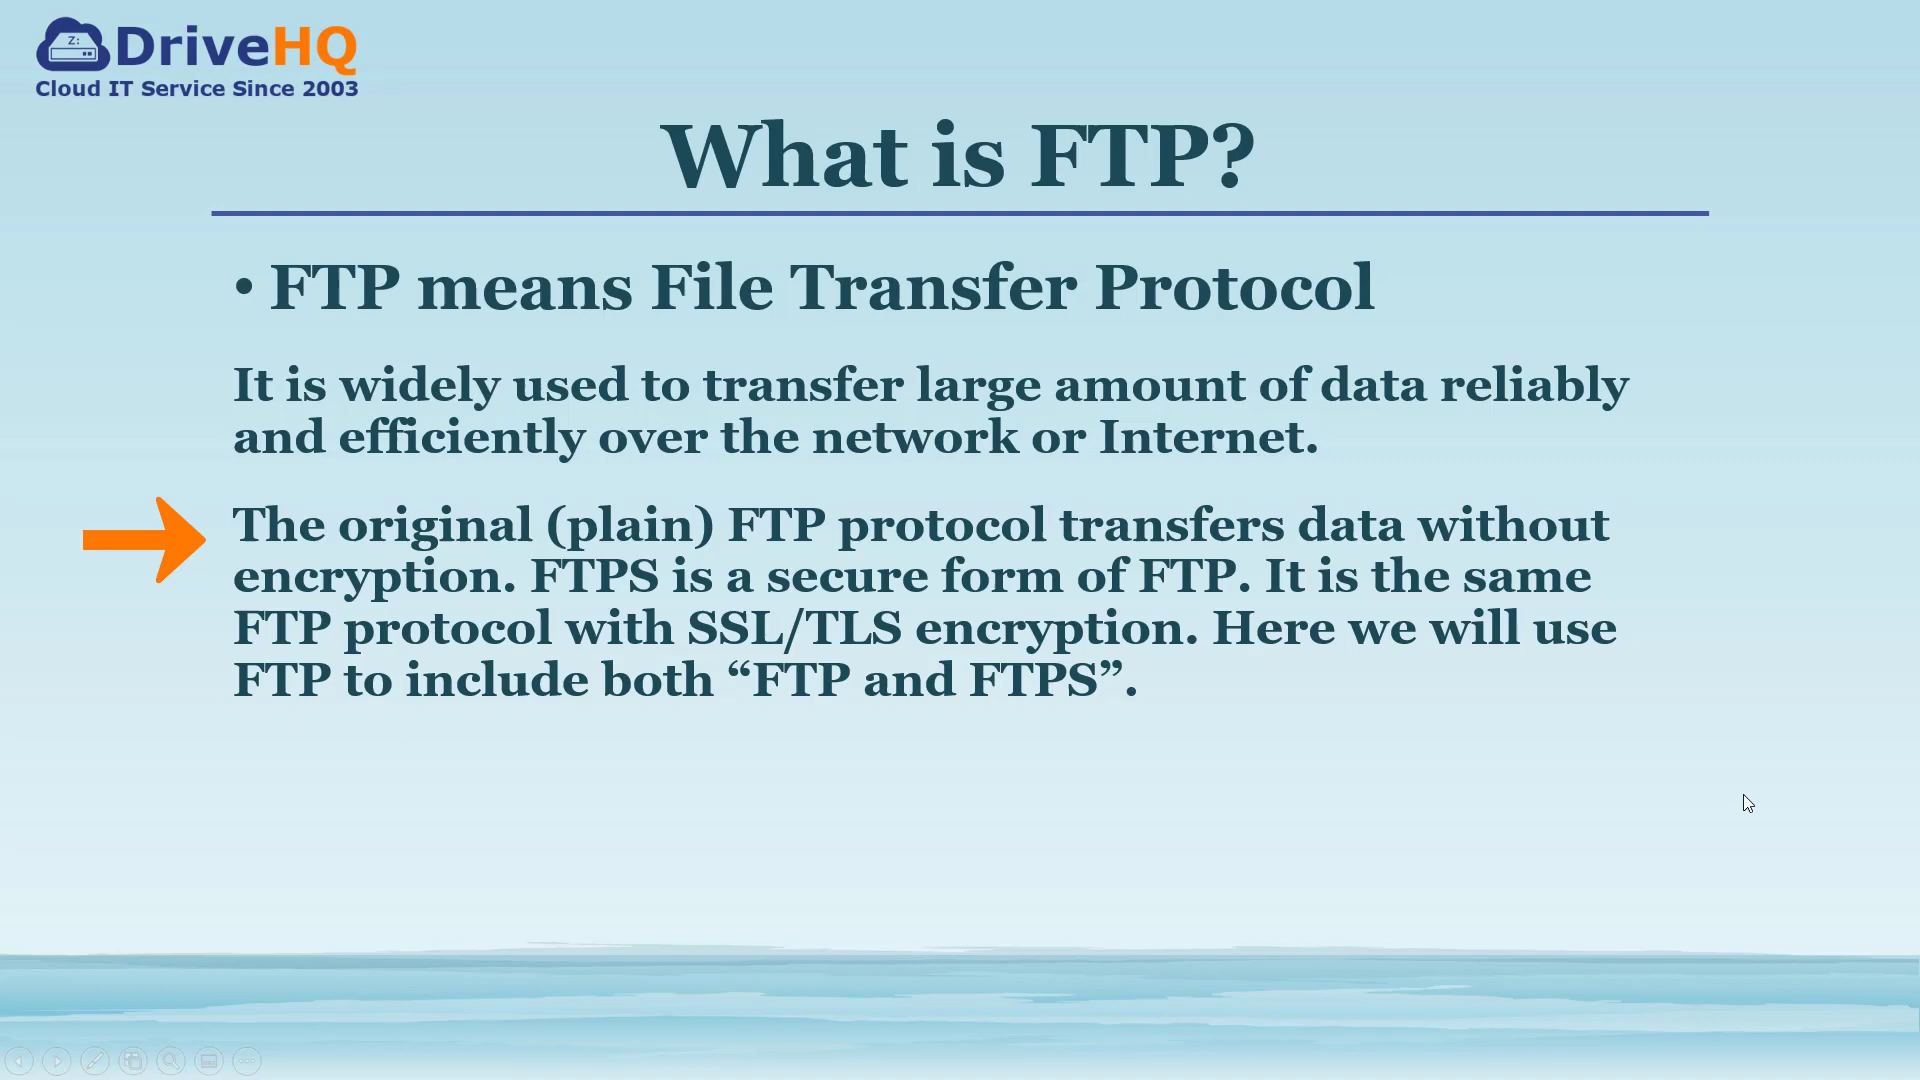 Z:
DriveHQ
Cloud IT Service Since 2003
What is FTP?
• FTP means File Transfer Protocol
It is widely used to transfer large amount of data reliably
and efficiently over the network or Internet.
The original (plain) FTP protocol transfers data without
encryption. FTPS is a secure form of FTP. It is the same
FTP protocol with SSL/TLS encryption. Here we will use
FTP to include both “FTP and FTPS”.